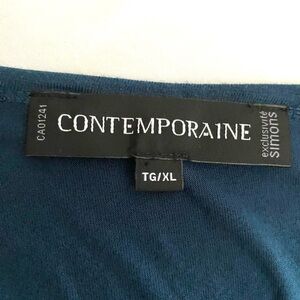 CA01241
CONTEMPORAINE
exclusivité
simons
TG/XL